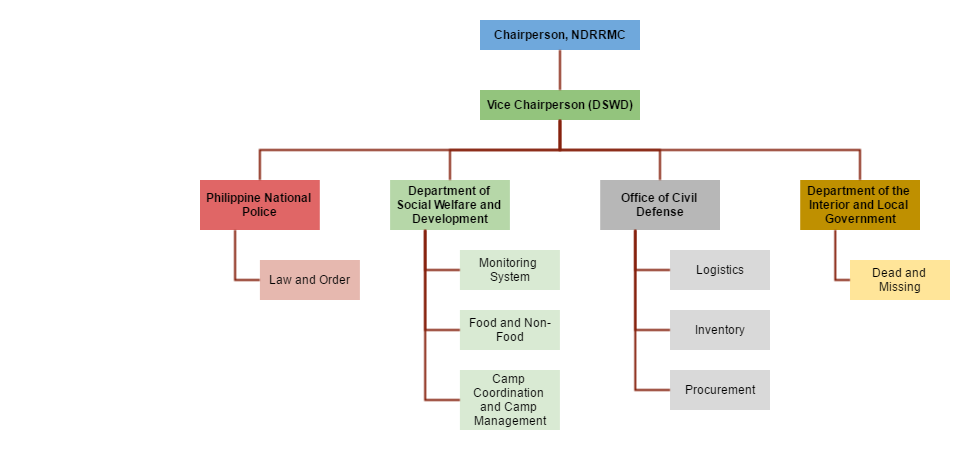 Chairperson, NDRRMC
Vice Chairperson (DSWD)
Philippine National
Police
Department of
Social Welfare and
Development
Office of Civil
Defense
Department of the
Interior and Local
Government
Law and Order
Monitoring
System
Food and Non-
Food
Camp
Coordination
and Camp
Management
Logistics
Inventory
Procurement
Dead and
Missing